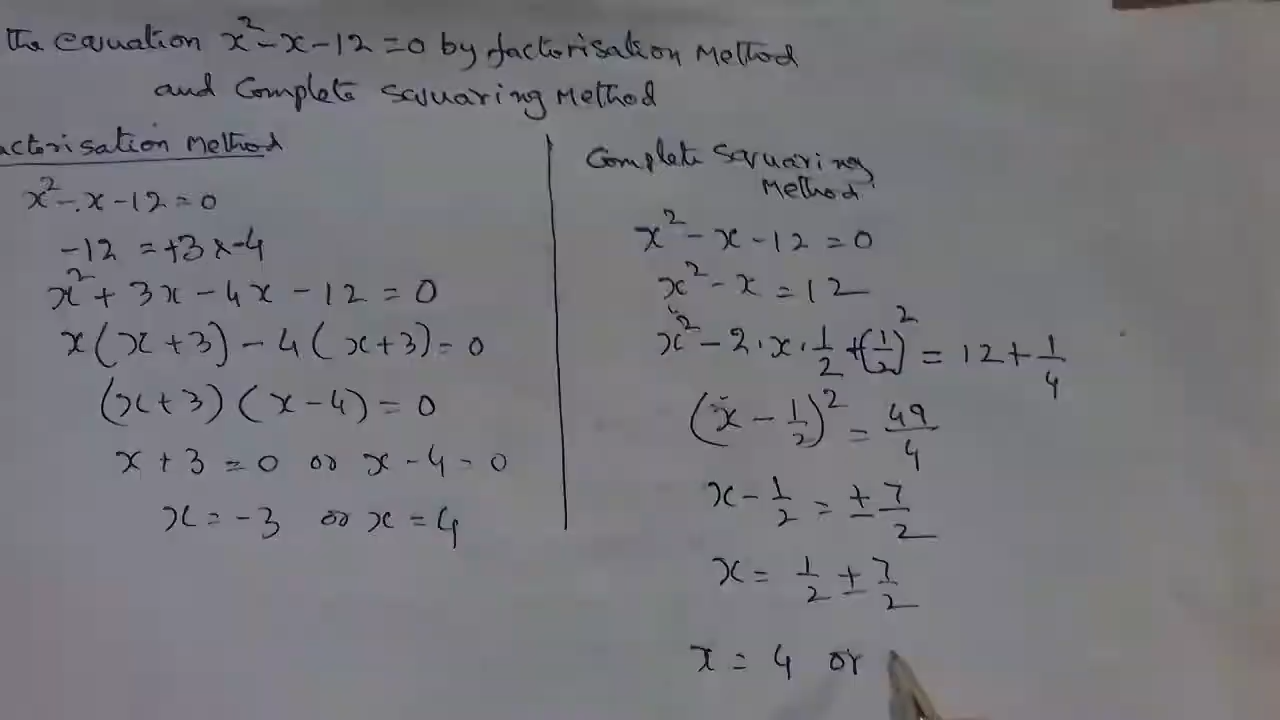 the equation x² - x - 12 = 0 by factorisation Method
and Complete Squaring Method
actorisation Method
x² - x - 12 = 0
-12 = +3 x -4
x² + 3x - 4x - 12 = 0
x(x + 3) - 4(x + 3) = 0
(x + 3)(x - 4) = 0
x + 3 = 0 or x - 4 = 0
x = -3 or x = 4
Complete Squaring
Method
x² - x - 12 = 0
x² - x = 12
x² - 2·x·1/2 + (1/2)² = 12 + 1/4
(x - 1/2)² = 49/4
x - 1/2 = ± 7/2
x = 1/2 ± 7/2
x = 4 or